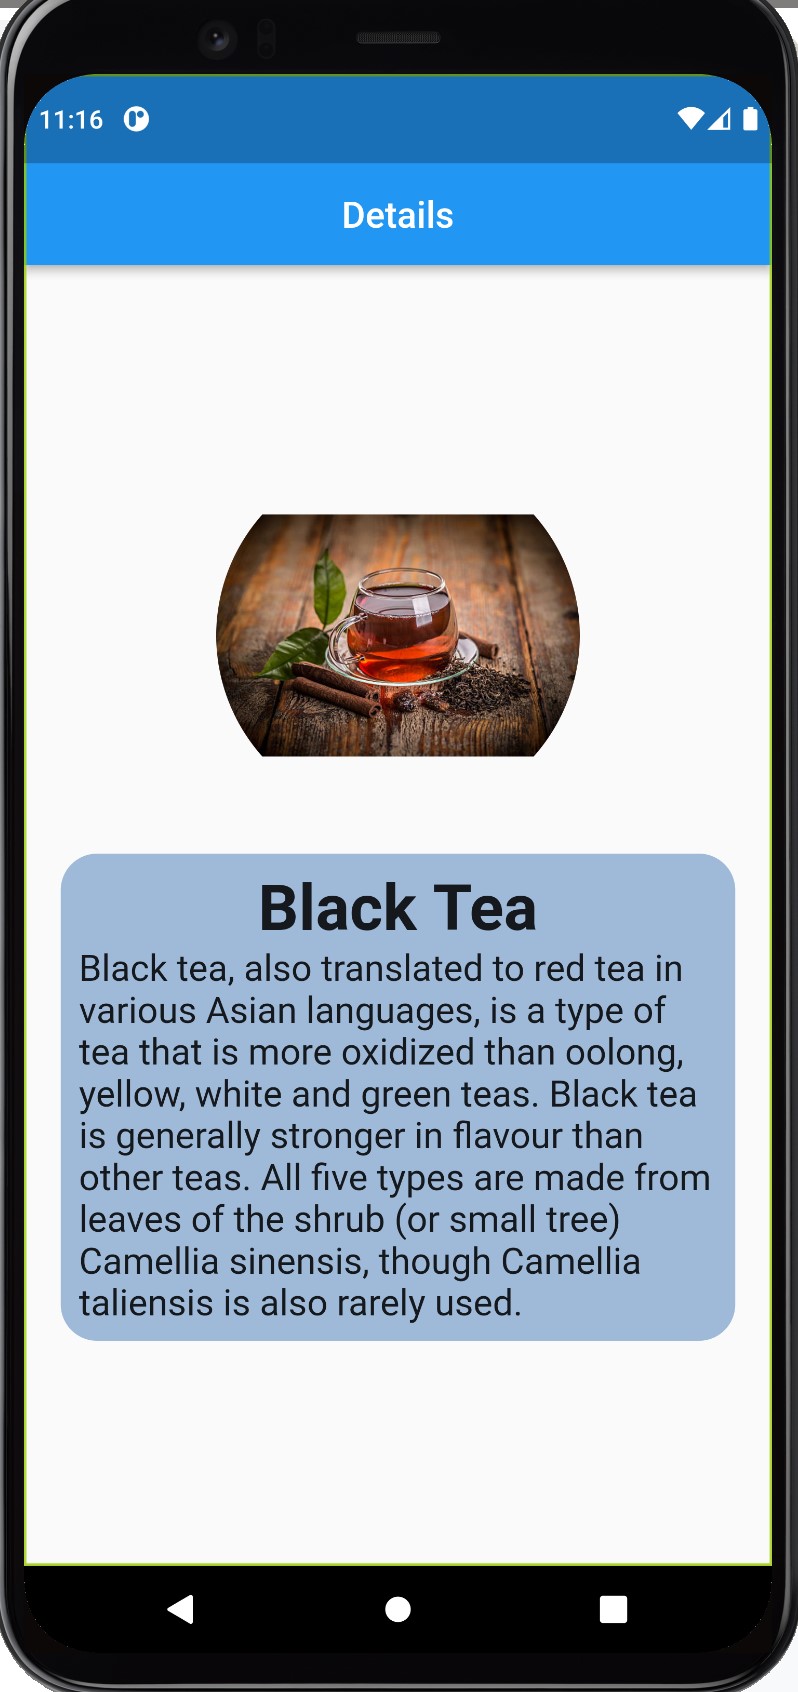 11:16
Details
Black Tea
Black tea, also translated to red tea in
various Asian languages, is a type of
tea that is more oxidized than oolong,
yellow, white and green teas. Black tea
is generally stronger in flavour than
other teas. All five types are made from
leaves of the shrub (or small tree)
Camellia sinensis, though Camellia
taliensis is also rarely used.